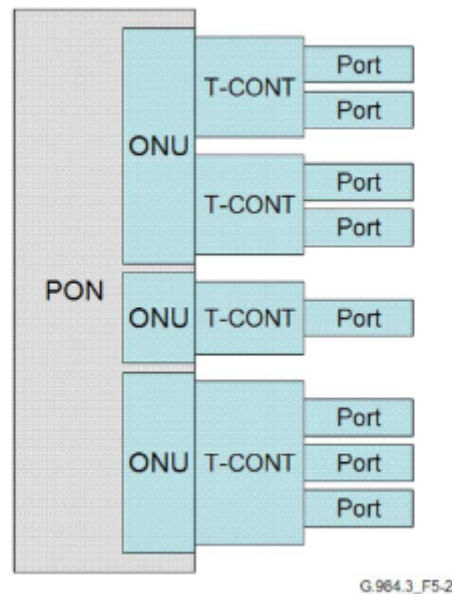 Port
T-CONT
Port
ONU
Port
T-CONT
Port
PON
ONU T-CONT Port
Port
ONU T-CONT Port
Port
G.984.3_F5-2